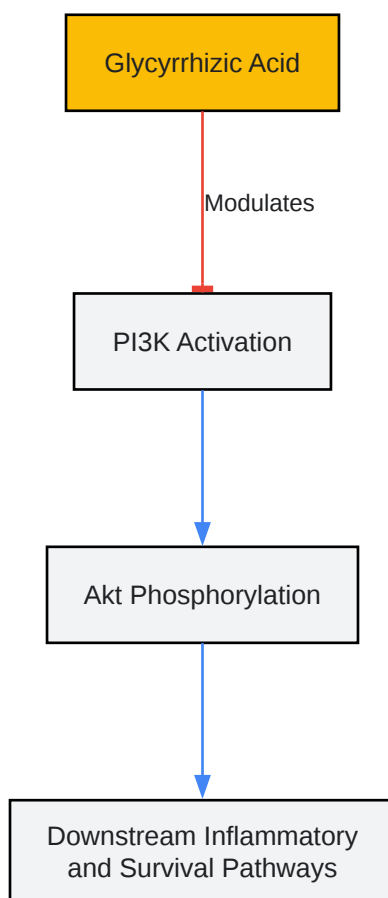 Glycyrrhizic Acid
Modulates
PI3K Activation
Akt Phosphorylation
Downstream Inflammatory
and Survival Pathways